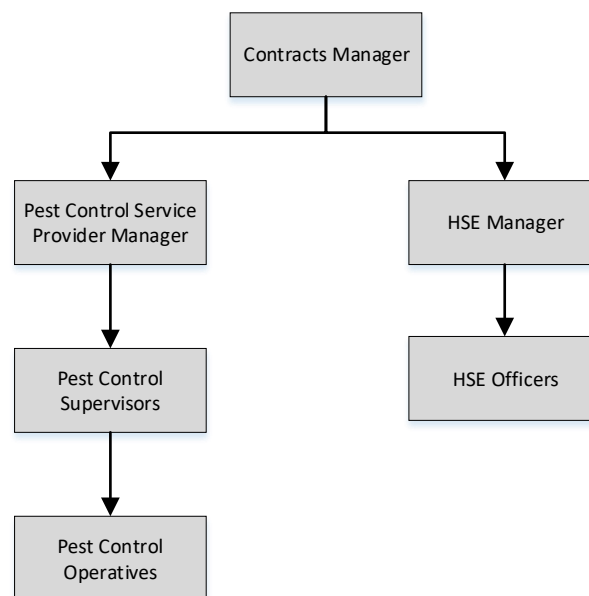 Contracts Manager
Pest Control Service
Provider Manager
HSE Manager
Pest Control
Supervisors
HSE Officers
Pest Control
Operatives